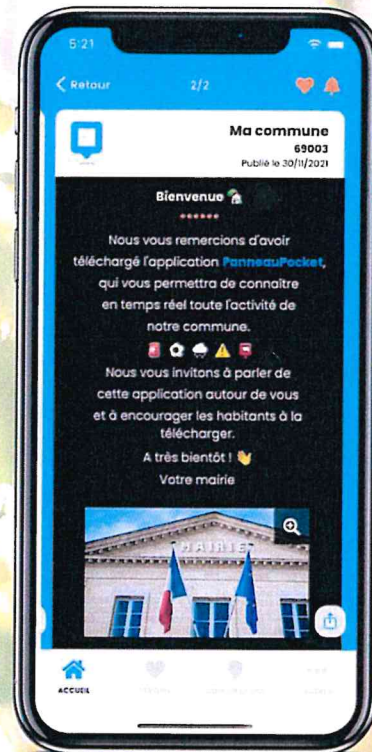 5:21
Retour
2/2
Ma commune
69003
Publié le 30/11/2021
Bienvenue
Nous vous remercions d'avoir
téléchargé l'application PanneauPocket,
qui vous permettra de connaître
en temps réel toute l'activité de
notre commune.
Nous vous invitons à parler de
cette application autour de vous
et à encourager les habitants à la
télécharger.
A très bientôt !
Votre mairie
MAIRIE
ACCUEIL